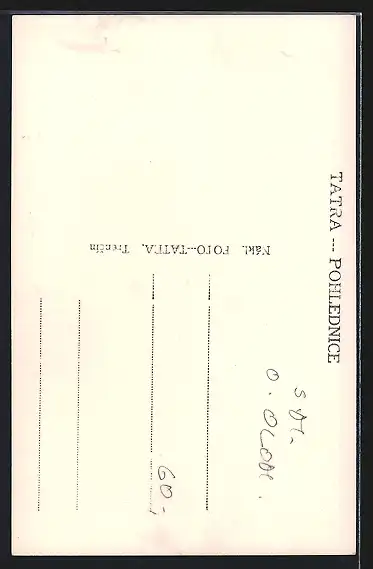 TATRA --- POHLEDNICE
Nákl. FOTO-TATRA, Trenčín
60,-